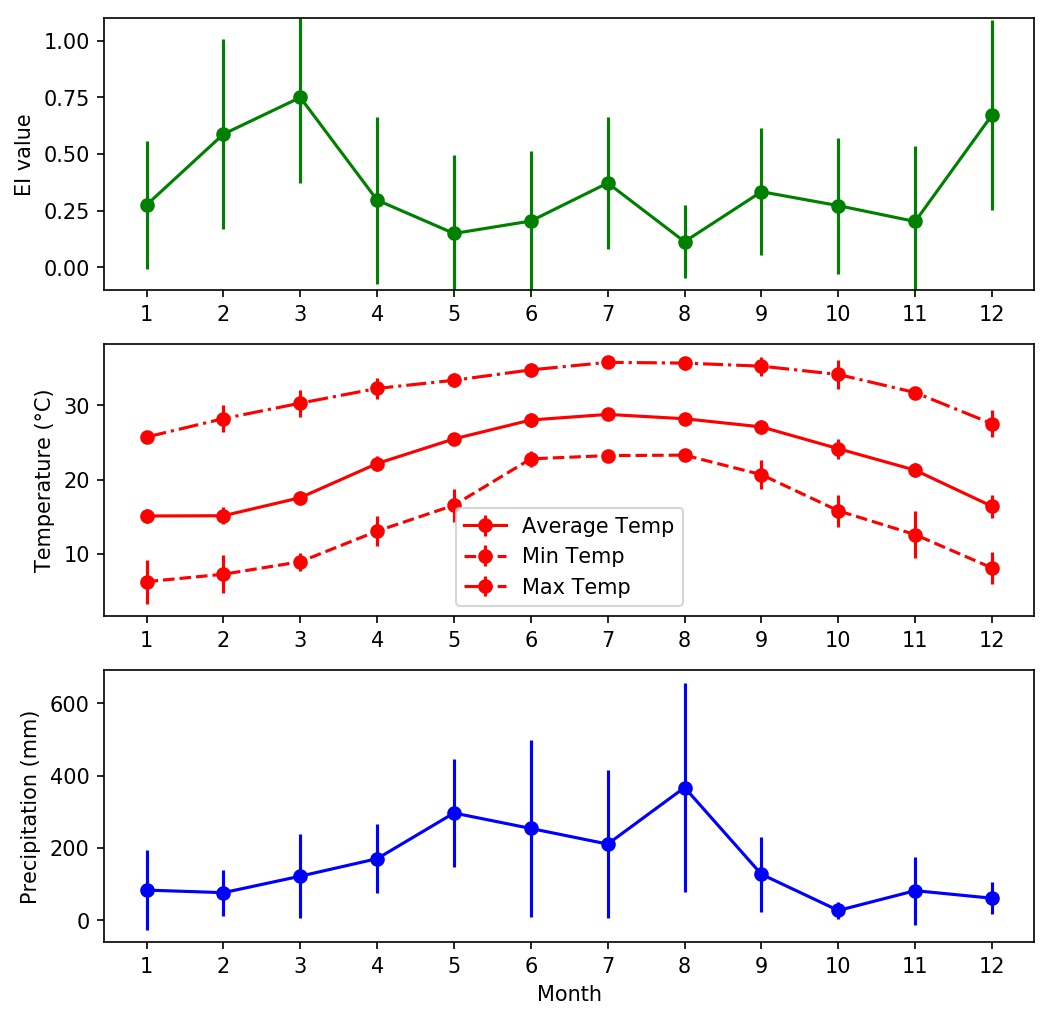 1.00
0.75
0.50
0.25
0.00
EI value
1 2 3 4 5 6 7 8 9 10 11 12
30
20
10
Temperature (°C)
Average Temp
Min Temp
Max Temp
1 2 3 4 5 6 7 8 9 10 11 12
600
400
200
0
Precipitation (mm)
1 2 3 4 5 6 7 8 9 10 11 12
Month